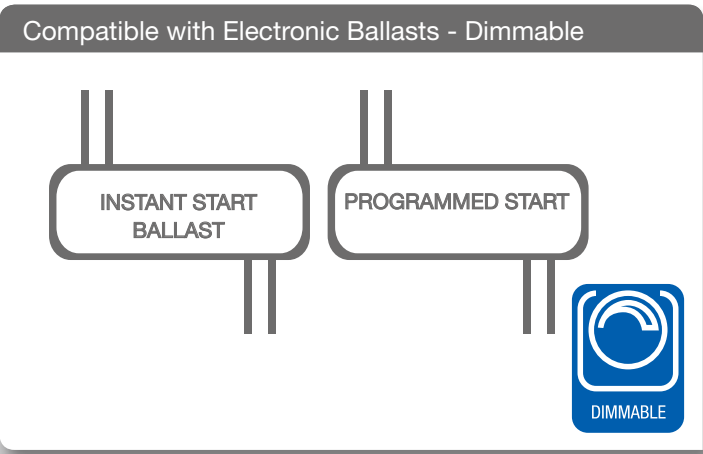 Compatible with Electronic Ballasts - Dimmable
INSTANT START
BALLAST
PROGRAMMED START
DIMMABLE